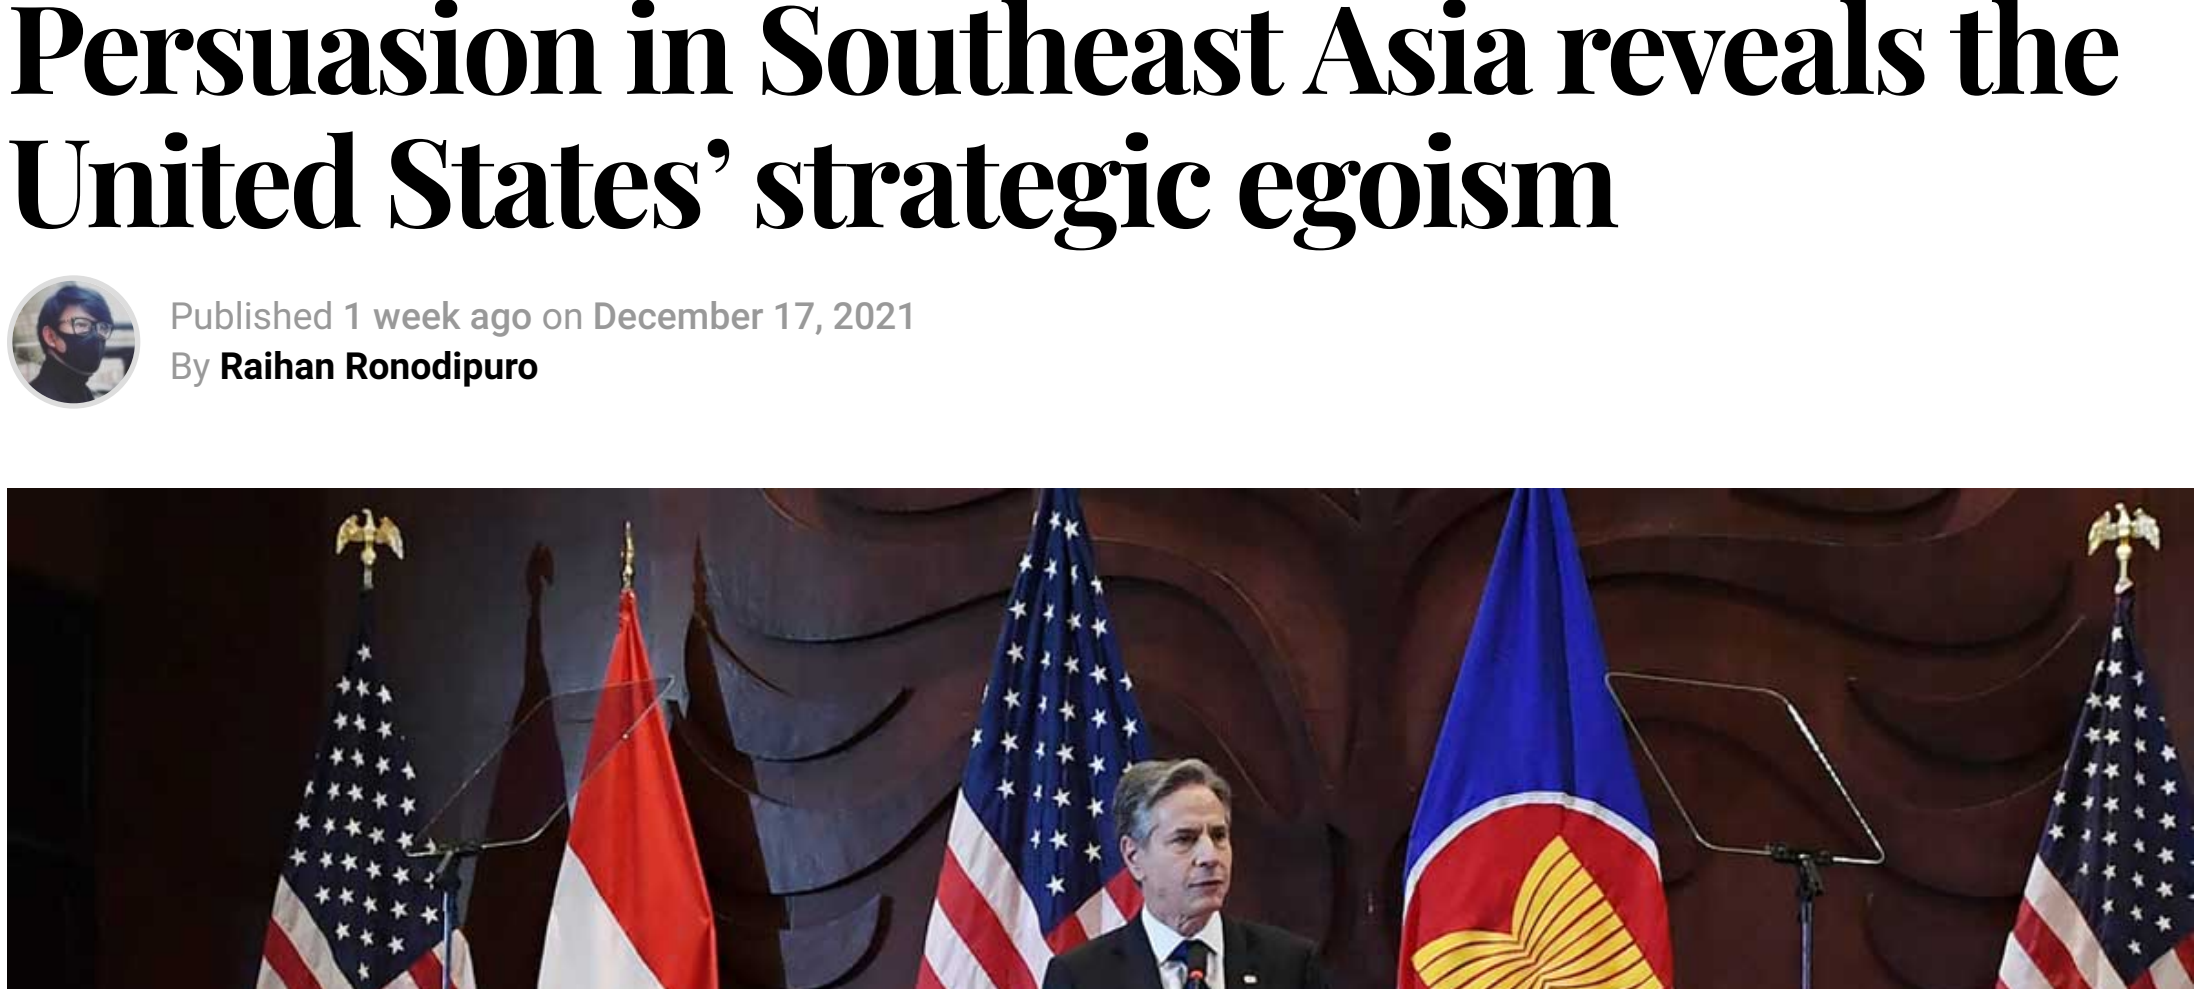 Persuasion in Southeast Asia reveals the
United States’ strategic egoism
Published 1 week ago on December 17, 2021
By Raihan Ronodipuro